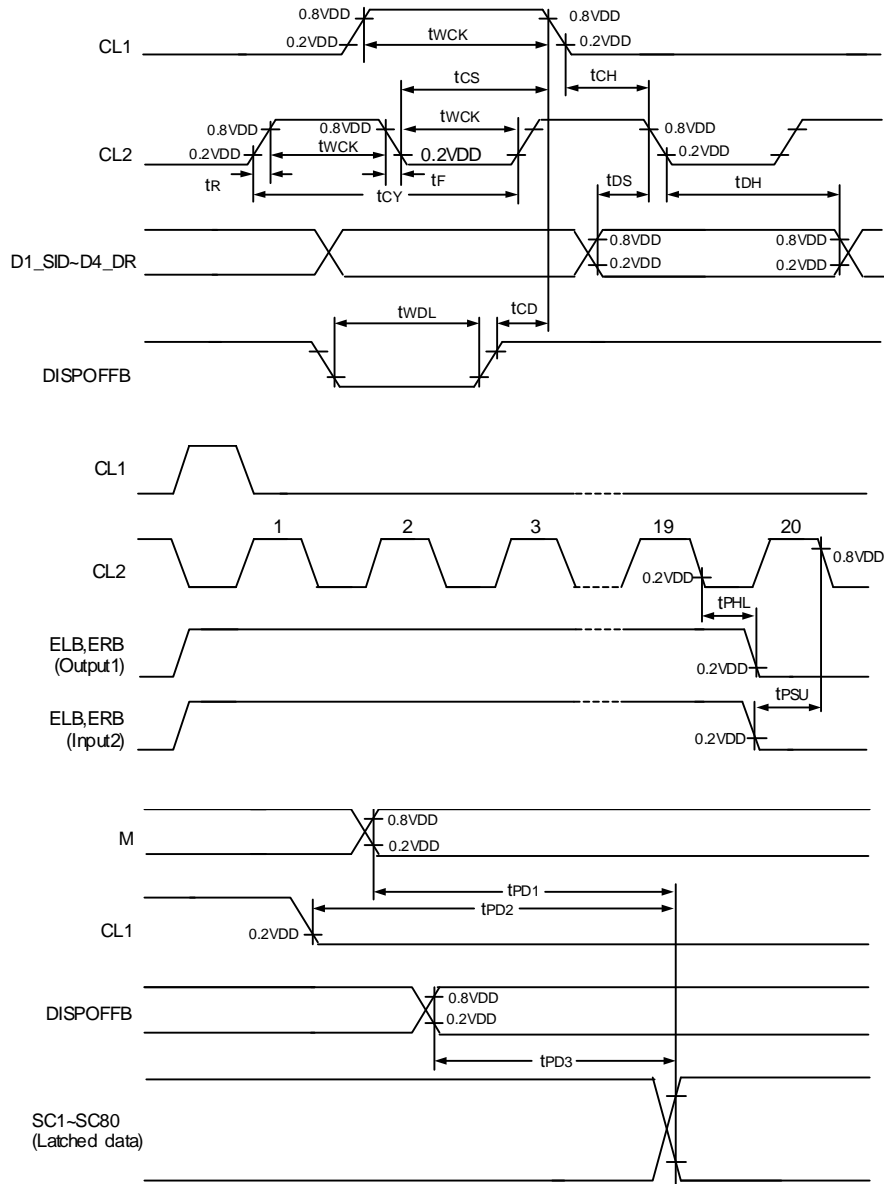 0.8VDD
0.8VDD
CL1
0.2VDD
tWCK
0.2VDD
tCS
tCH
0.8VDD
0.8VDD
tWCK
0.8VDD
CL2
0.2VDD
tWCK
0.2VDD
0.2VDD
tR
tCY
tF
tDS
tDH
D1_SID~D4_DR
0.8VDD
0.8VDD
0.2VDD
0.2VDD
tWDL
tCD
DISPOFFB
CL1
1 2 3 19 20
CL2
0.2VDD
0.8VDD
tPHL
ELB,ERB
(Output1)
0.2VDD
tPSU
ELB,ERB
(Input2)
0.2VDD
M
0.8VDD
0.2VDD
tPD1
tPD2
CL1
0.2VDD
DISPOFFB
0.8VDD
0.2VDD
tPD3
SC1~SC80
(Latched data)